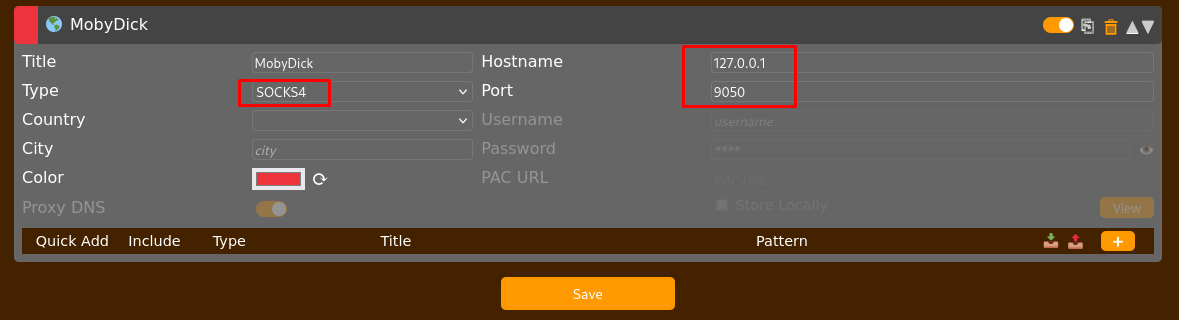 MobyDick
Title MobyDick Hostname 127.0.0.1
Type SOCKS4 Port 9050
Country Username username
City city Password ****
Color PAC URL PAC URL
Proxy DNS Store Locally View
Quick Add Include Type Title Pattern +
Save